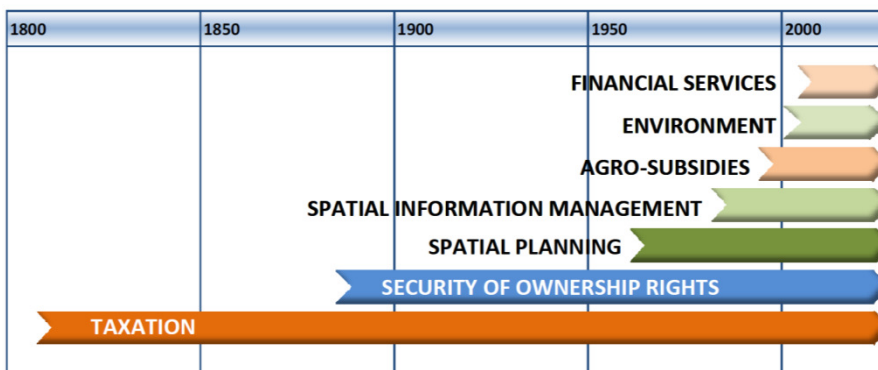 1800 1850 1900 1950 2000
FINANCIAL SERVICES
ENVIRONMENT
AGRO-SUBSIDIES
SPATIAL INFORMATION MANAGEMENT
SPATIAL PLANNING
SECURITY OF OWNERSHIP RIGHTS
TAXATION